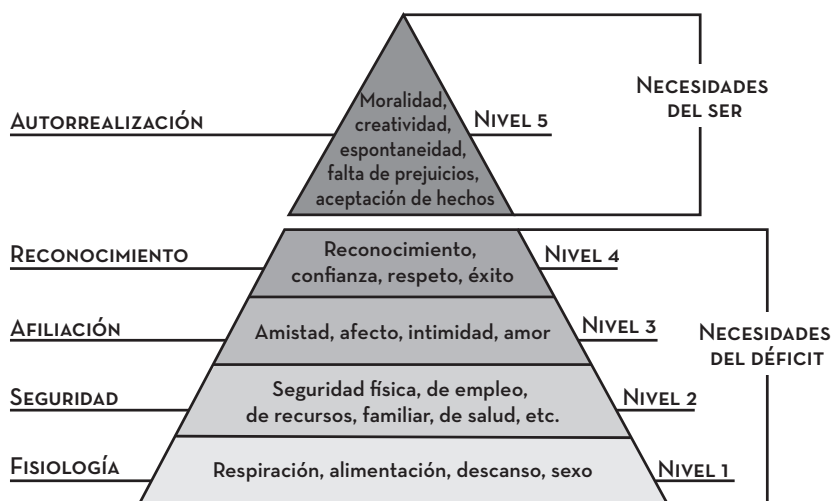 Moralidad,
creatividad,
espontaneidad,
falta de prejuicios,
aceptación de hechos
Autorrealización
Nivel 5
Necesidades
del ser
Reconocimiento
Reconocimiento,
confianza, respeto, éxito
Nivel 4
Afiliación
Amistad, afecto, intimidad, amor
Nivel 3
Necesidades
del déficit
Seguridad
Seguridad física, de empleo,
de recursos, familiar, de salud, etc.
Nivel 2
Fisiología
Respiración, alimentación, descanso, sexo
Nivel 1